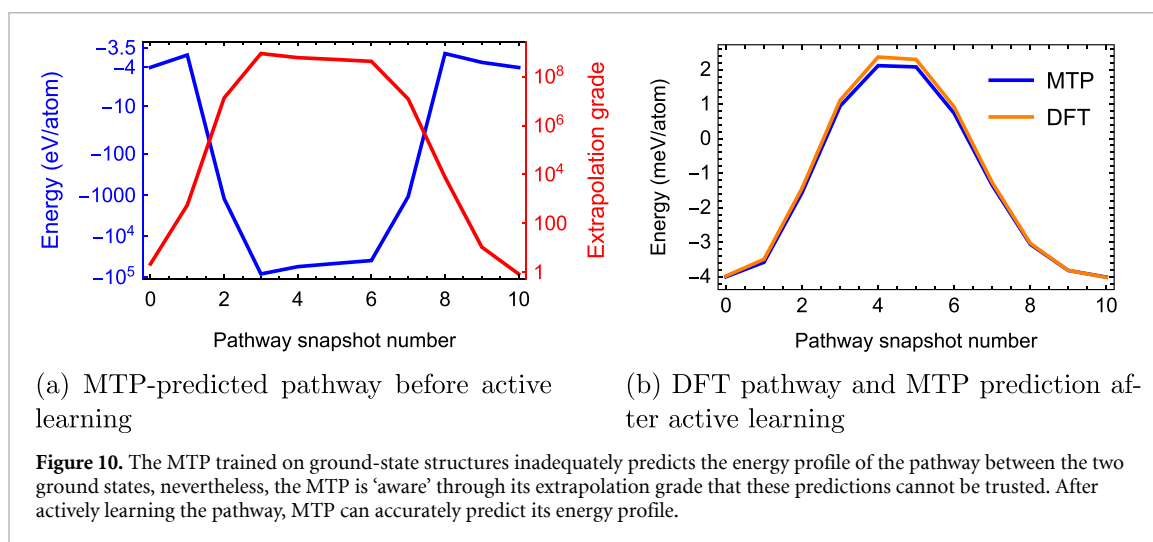 −3.5
−4
−10
−100
−1000
−10⁴
−10⁵
Energy (eV/atom)
10⁸
10⁶
10⁴
100
1
Extrapolation grade
0 2 4 6 8 10
Pathway snapshot number
(a) MTP-predicted pathway before active
learning
2
1
0
−1
−2
−3
−4
Energy (meV/atom)
MTP
DFT
0 2 4 6 8 10
Pathway snapshot number
(b) DFT pathway and MTP prediction af-
ter active learning
Figure 10. The MTP trained on ground-state structures inadequately predicts the energy profile of the pathway between the two
ground states, nevertheless, the MTP is ‘aware’ through its extrapolation grade that these predictions cannot be trusted. After
actively learning the pathway, MTP can accurately predict its energy profile.